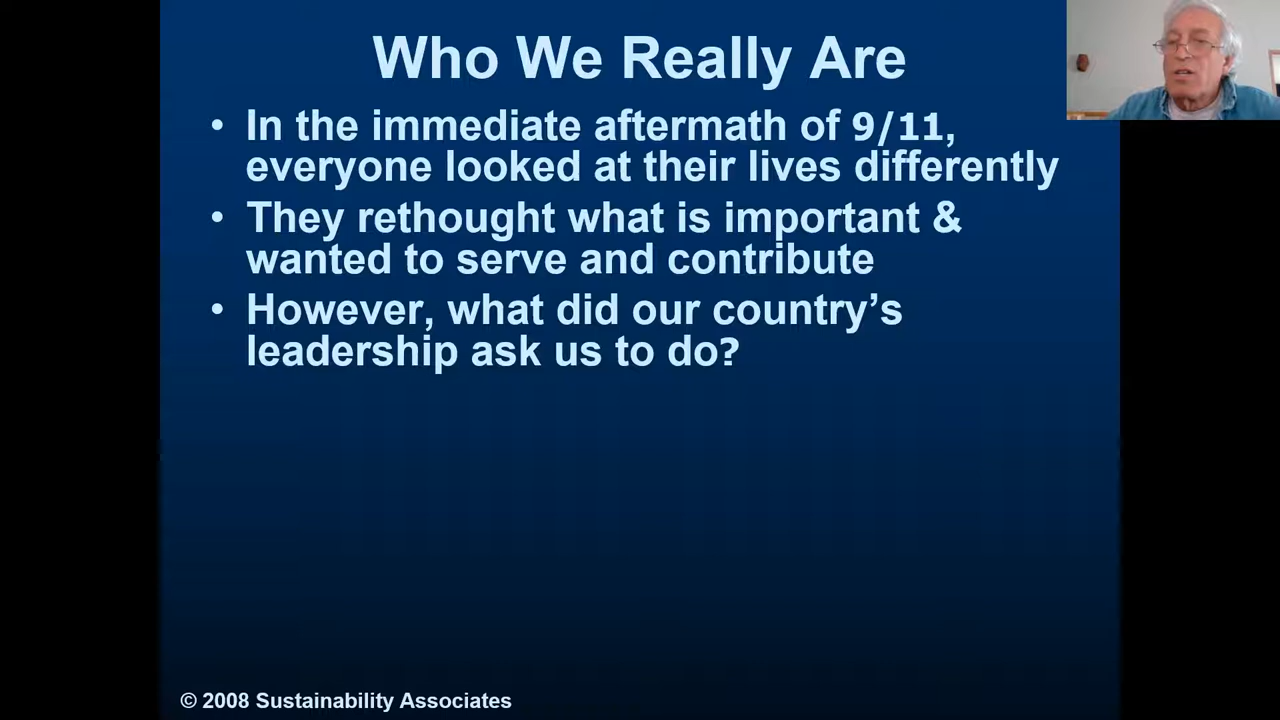 Who We Really Are
• In the immediate aftermath of 9/11,
everyone looked at their lives differently
• They rethought what is important &
wanted to serve and contribute
• However, what did our country’s
leadership ask us to do?
© 2008 Sustainability Associates